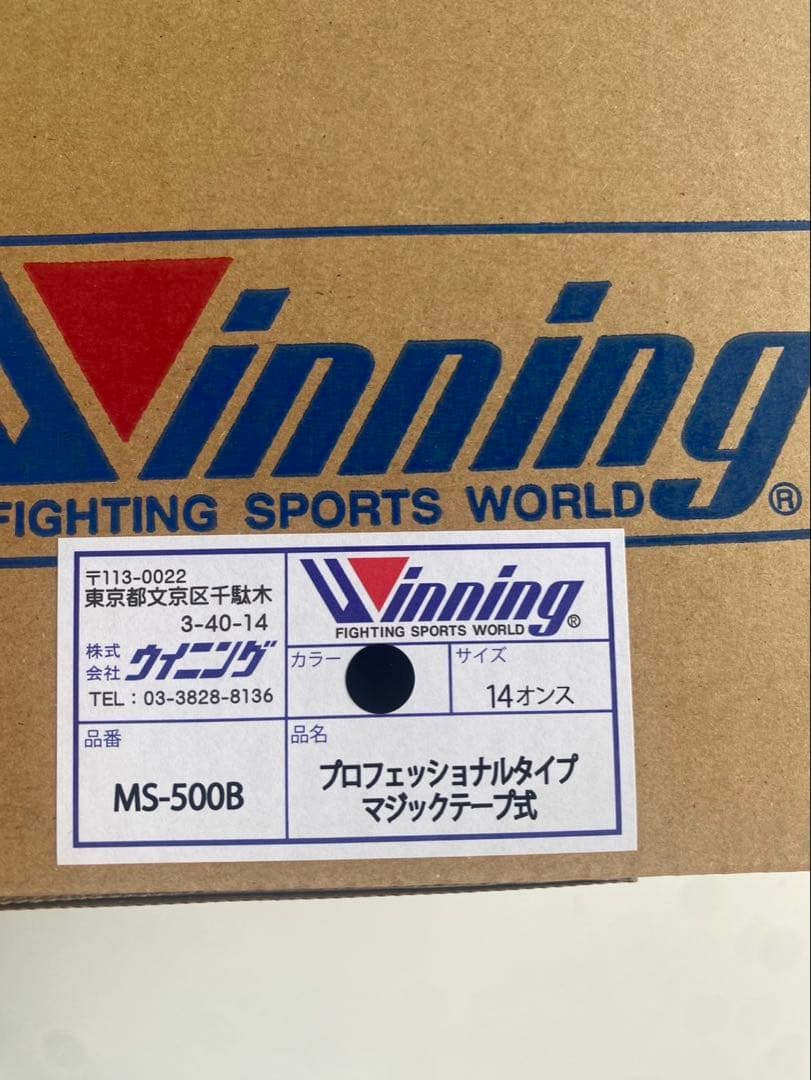 Winning
FIGHTING SPORTS WORLD®
〒113-0022
東京都文京区千駄木
3-40-14
株式会社 ウイニング
TEL：03-3828-8136
Winning
FIGHTING SPORTS WORLD®
カラー
サイズ
14オンス
品番
MS-500B
品名
プロフェッショナルタイプ
マジックテープ式